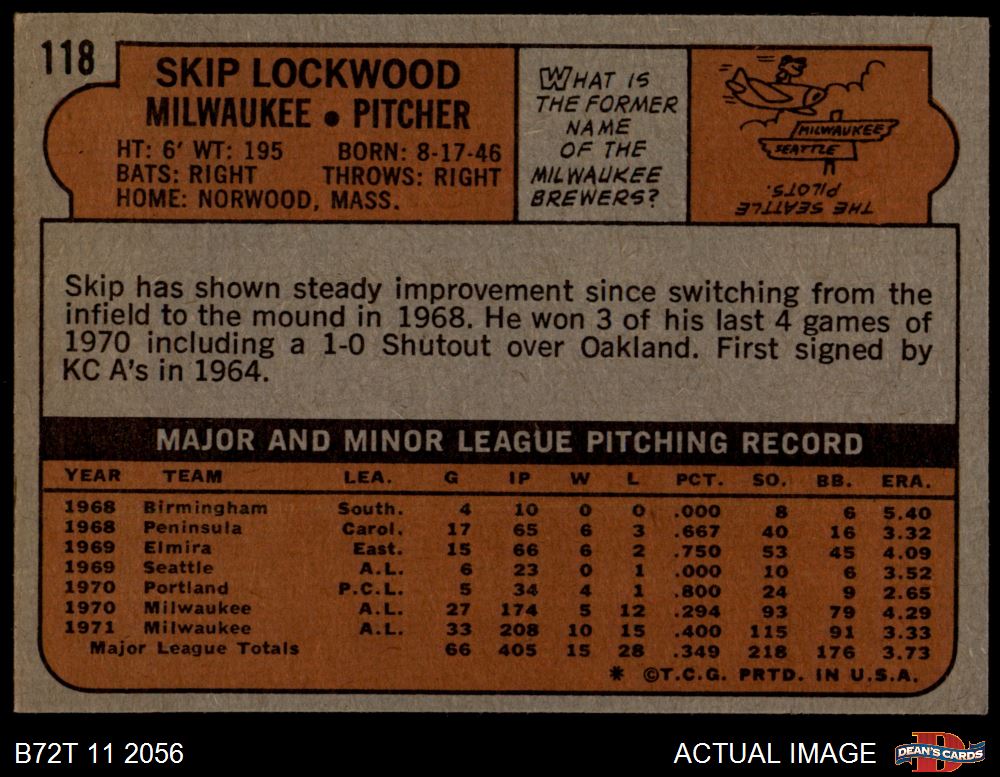 118
SKIP LOCKWOOD
MILWAUKEE • PITCHER
HT: 6' WT: 195 BORN: 8-17-46
BATS: RIGHT THROWS: RIGHT
HOME: NORWOOD, MASS.
WHAT IS
THE FORMER
NAME
OF THE
MILWAUKEE
BREWERS?
MILWAUKEE
SEATTLE
THE SEATTLE
PILOTS.
Skip has shown steady improvement since switching from the
infield to the mound in 1968. He won 3 of his last 4 games of
1970 including a 1-0 Shutout over Oakland. First signed by
KC A's in 1964.
MAJOR AND MINOR LEAGUE PITCHING RECORD
YEAR TEAM LEA. G IP W L PCT. SO. BB. ERA.
1968 Birmingham South. 4 10 0 0 .000 8 6 5.40
1968 Peninsula Carol. 17 65 6 3 .667 40 16 3.32
1969 Elmira East. 15 66 6 2 .750 53 45 4.09
1969 Seattle A.L. 6 23 0 1 .000 10 6 3.52
1970 Portland P.C.L. 5 34 4 1 .800 24 9 2.65
1970 Milwaukee A.L. 27 174 5 12 .294 93 79 4.29
1971 Milwaukee A.L. 33 208 10 15 .400 115 91 3.33
Major League Totals 66 405 15 28 .349 218 176 3.73
* ©T.C.G. PRTD. IN U.S.A.
B72T 11 2056
ACTUAL IMAGE
D
DEAN'S CARDS